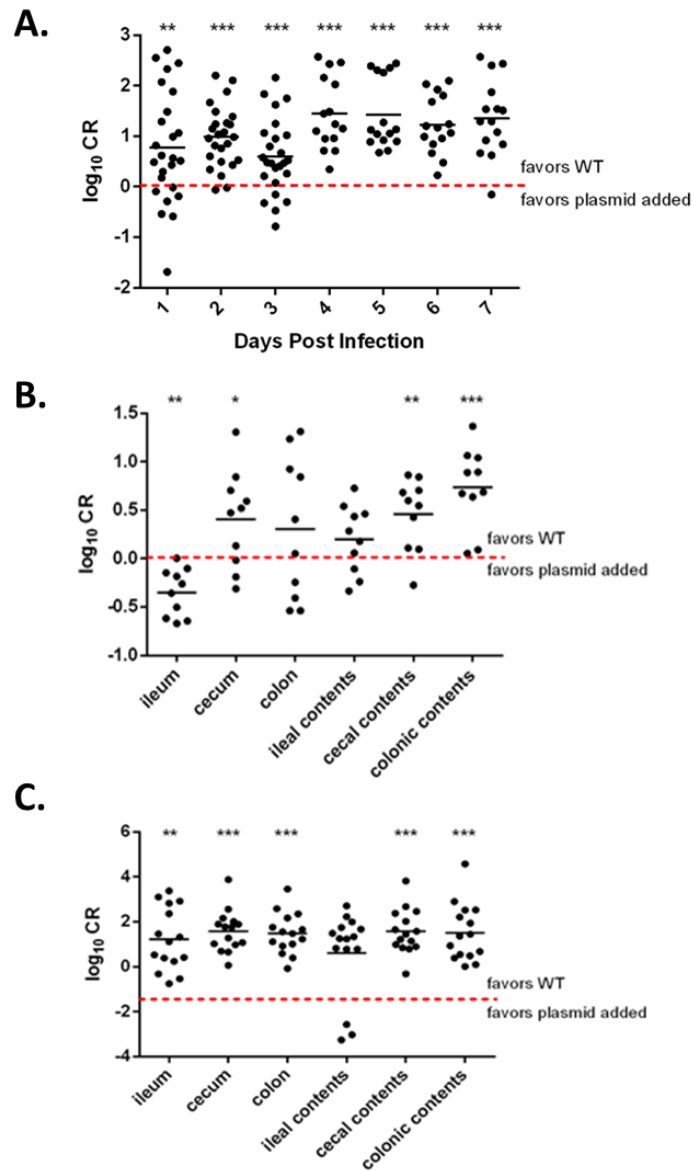 A.
** *** *** *** *** *** ***
3
2
1
0
-1
-2
log10 CR
favors WT
favors plasmid added
1 2 3 4 5 6 7
Days Post Infection
B.
** * ** ***
1.5
1.0
0.5
0.0
-0.5
-1.0
log10 CR
favors WT
favors plasmid added
ileum cecum colon ileal contents cecal contents colonic contents
C.
** *** *** *** ***
6
4
2
0
-2
-4
log10 CR
favors WT
favors plasmid added
ileum cecum colon ileal contents cecal contents colonic contents